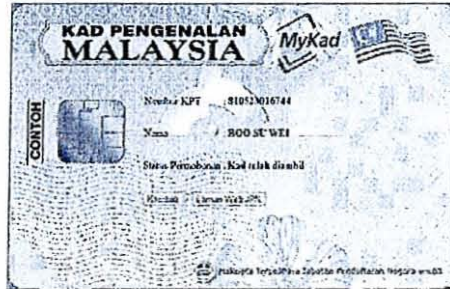 KAD PENGENALAN
MALAYSIA
MyKad
CONTOH
Nombor KPT :
Nama : BOO SU WEI
Status Permohonan : Kad telah diambil
Kembali Laman Web JPN
Hakcipta Terpelihara Jabatan Pendaftaran Negara